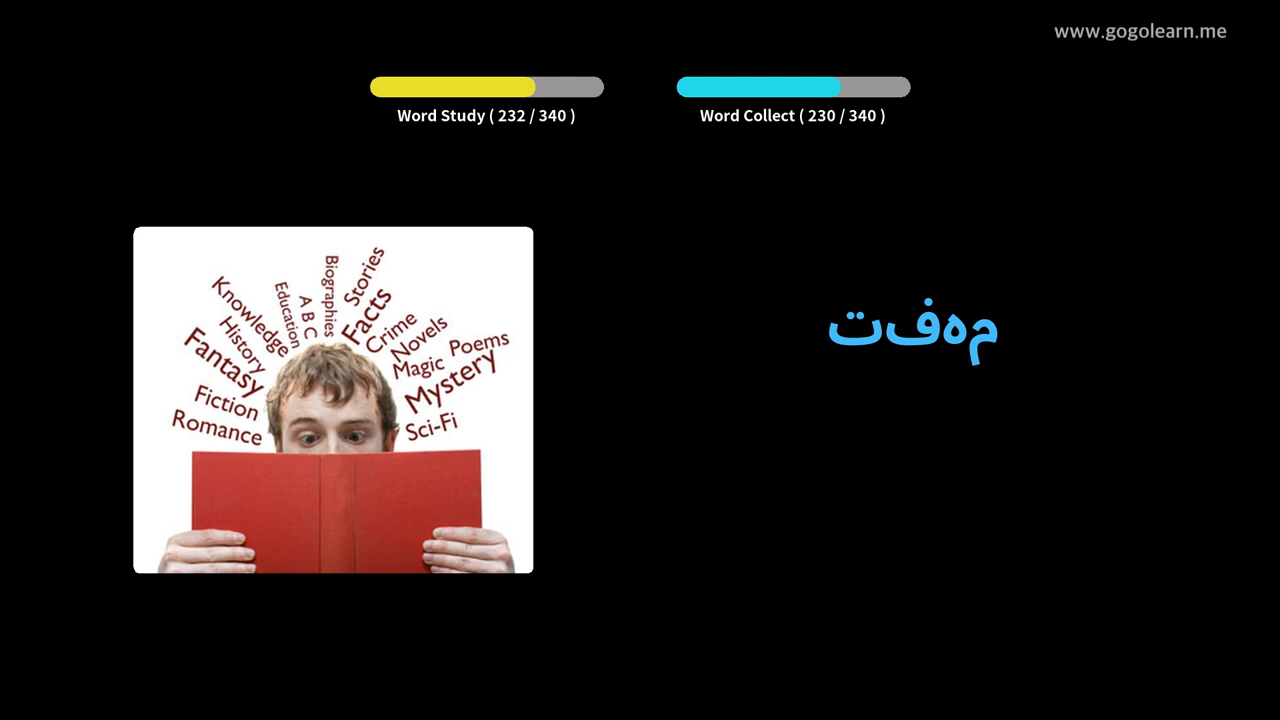 www.gogolearn.me
Word Study ( 232 / 340 )
Word Collect ( 230 / 340 )
Biographies
Stories
Education
A B C
Facts
Knowledge
History
Crime
Novels
Poems
Fantasy
Magic
Mystery
Fiction
Romance
Sci-Fi
مهفت